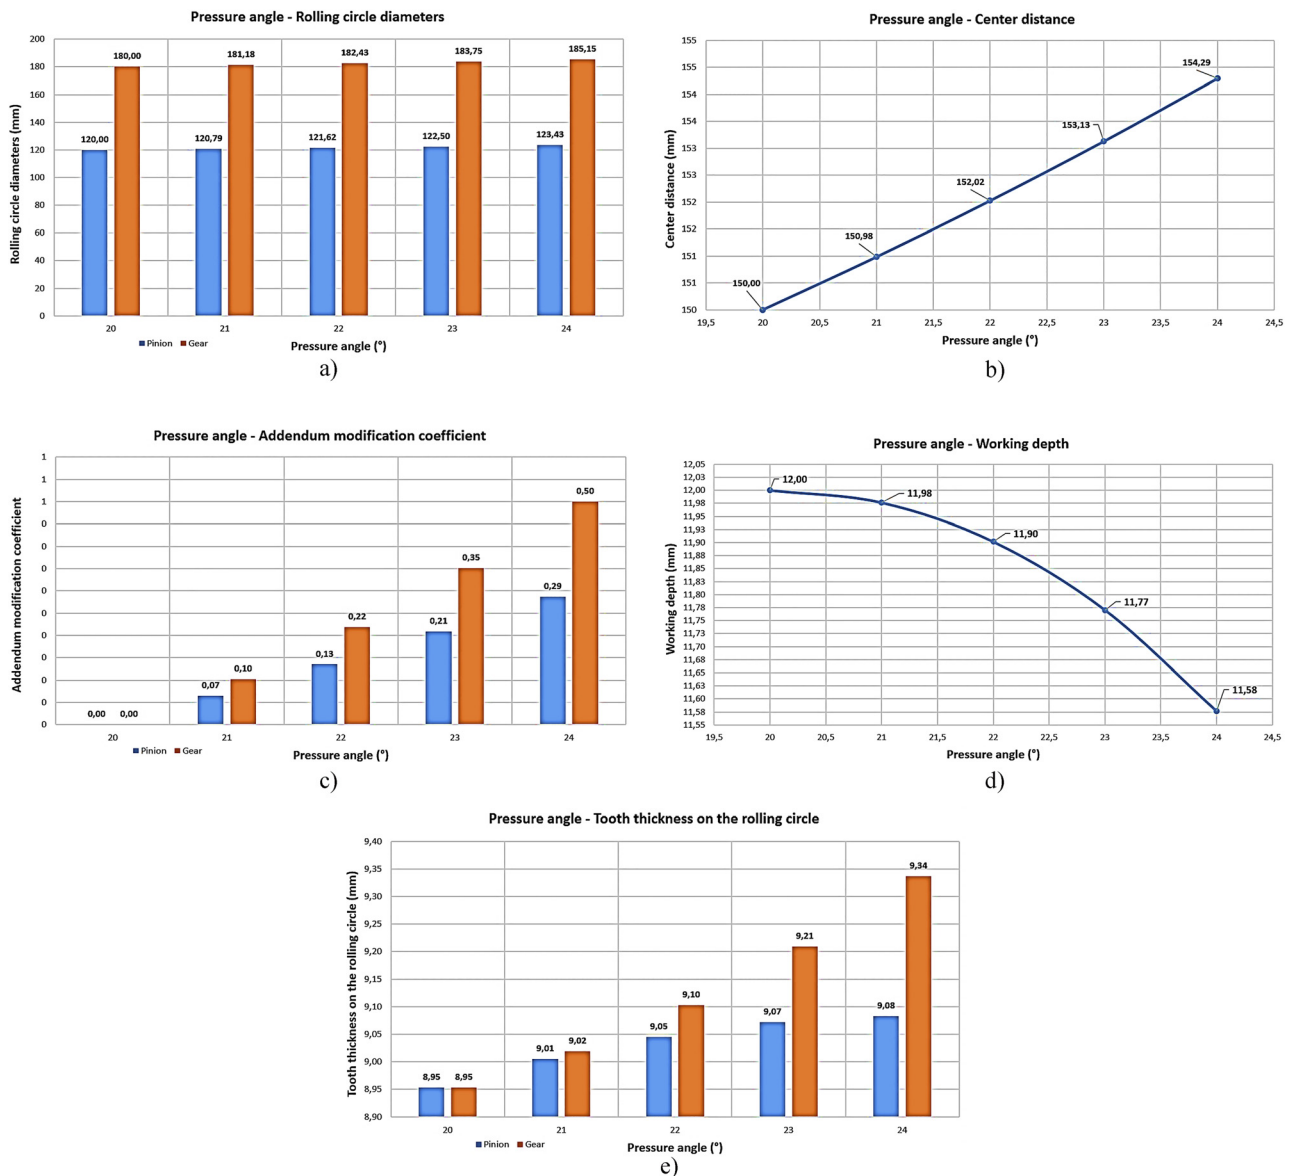 Pressure angle - Rolling circle diameters
Rolling circle diameters (mm)
200
180
160
140
120
100
80
60
40
20
0
120,00 180,00 120,79 181,18 121,62 182,43 122,50 183,75 123,43 185,15
20 21 22 23 24
Pinion Gear
Pressure angle (°)
a)
Pressure angle - Center distance
Center distance (mm)
155
155
154
154
153
153
152
152
151
151
150
150,00 150,98 152,02 153,13 154,29
19,5 20 20,5 21 21,5 22 22,5 23 23,5 24 24,5
Pressure angle (°)
b)
Pressure angle - Addendum modification coefficient
Addendum modification coefficient
1
1
1
0
0
0
0
0
0
0
0
0
0
0,00 0,00 0,07 0,10 0,13 0,22 0,21 0,35 0,29 0,50
20 21 22 23 24
Pinion Gear
Pressure angle (°)
c)
Pressure angle - Working depth
Working depth (mm)
12,05
12,03
12,00
11,98
11,95
11,93
11,90
11,88
11,85
11,83
11,80
11,78
11,75
11,73
11,70
11,68
11,65
11,63
11,60
11,58
11,55
12,00 11,98 11,90 11,77 11,58
19,5 20 20,5 21 21,5 22 22,5 23 23,5 24 24,5
Pressure angle (°)
d)
Pressure angle - Tooth thickness on the rolling circle
Tooth thickness on the rolling circle (mm)
9,40
9,35
9,30
9,25
9,20
9,15
9,10
9,05
9,00
8,95
8,90
8,95 8,95 9,01 9,02 9,05 9,10 9,07 9,21 9,08 9,34
20 21 22 23 24
Pinion Gear
Pressure angle (°)
e)